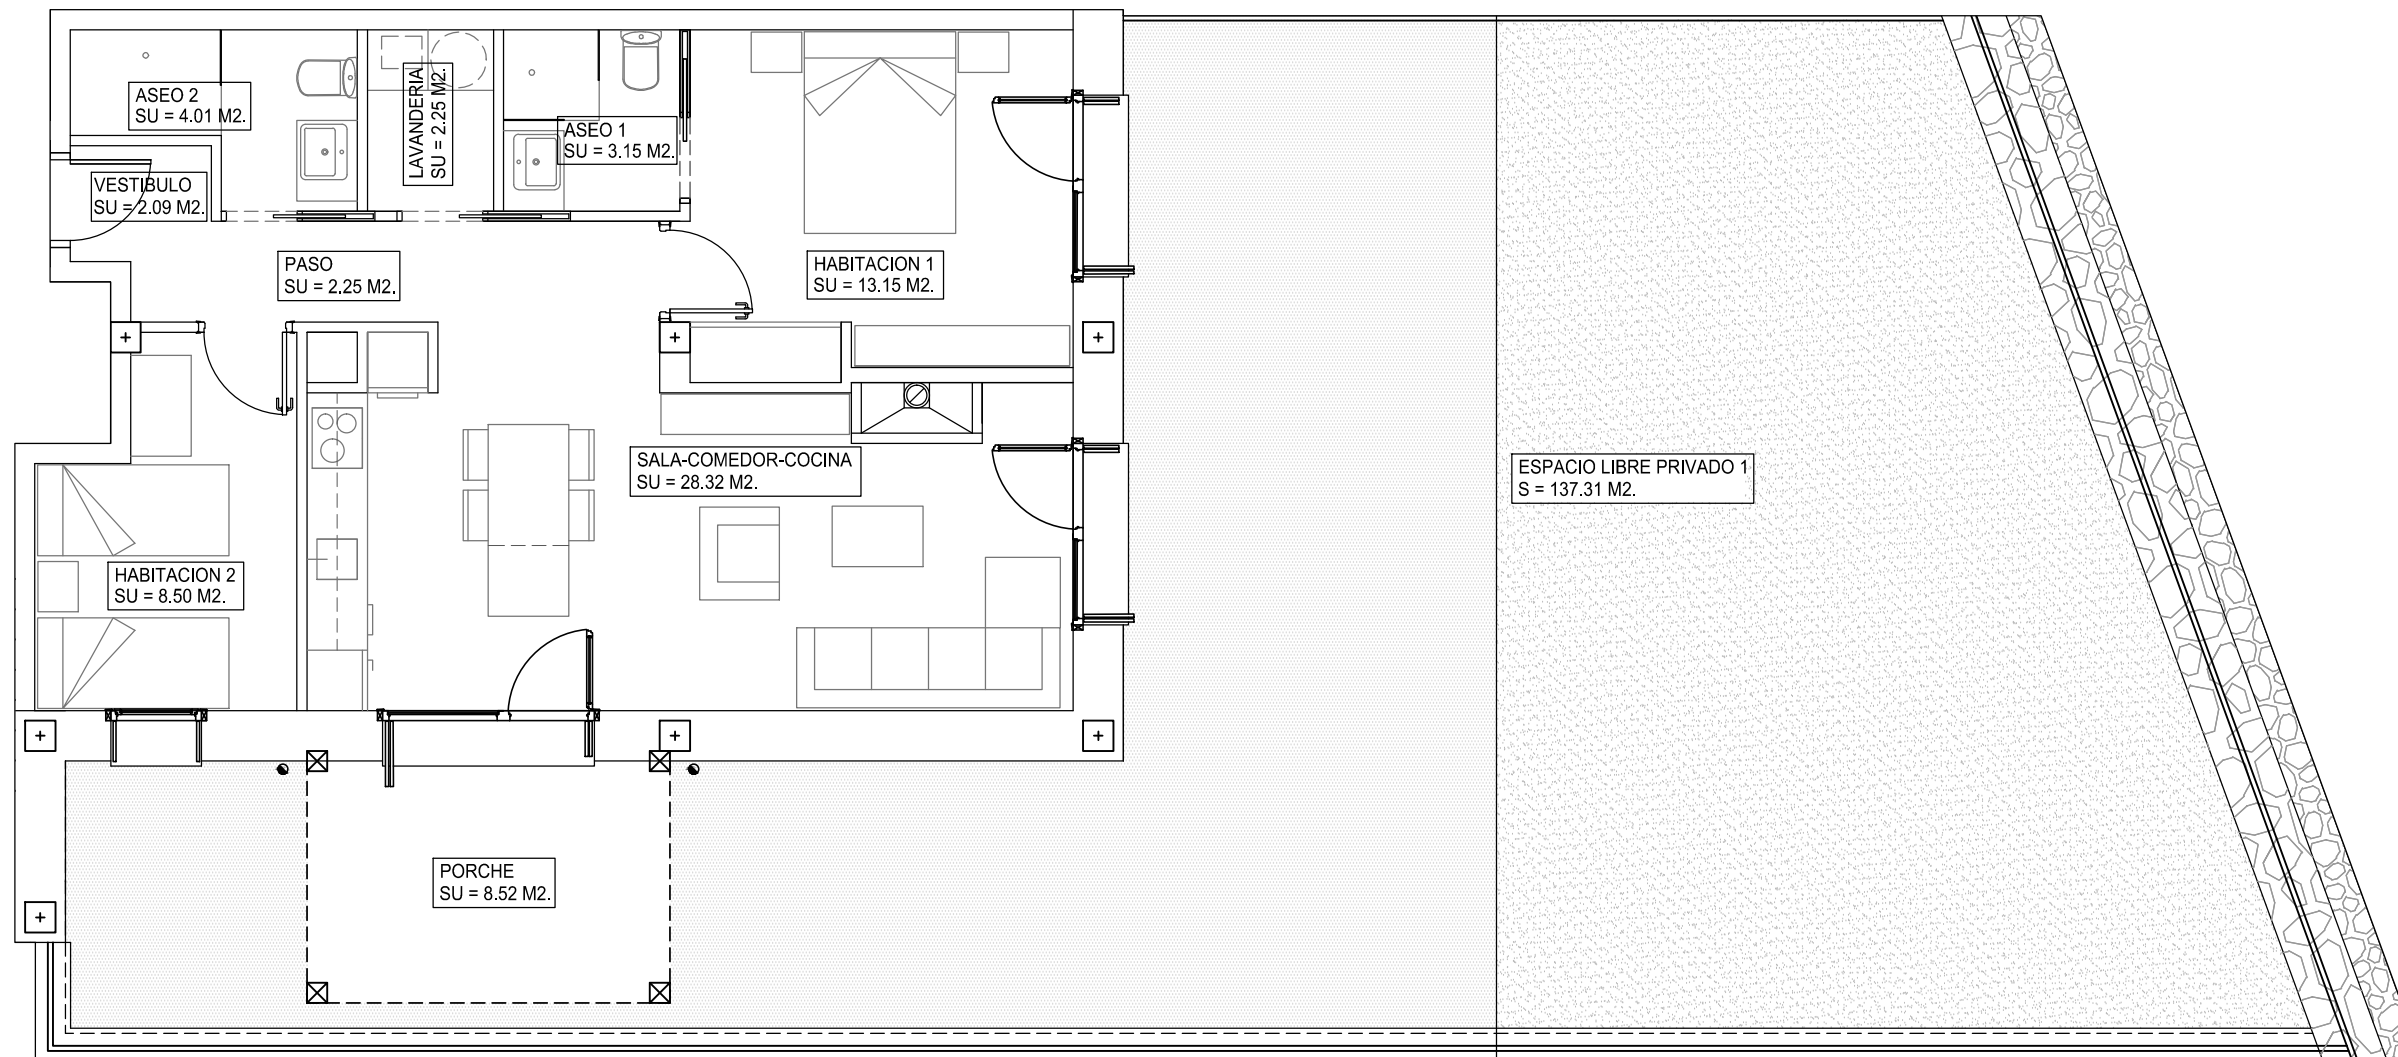 ASEO 2
SU = 4.01 M2.
LAVANDERIA
SU = 2.25 M2.
ASEO 1
SU = 3.15 M2.
VESTIBULO
SU = 2.09 M2.
PASO
SU = 2.25 M2.
HABITACION 1
SU = 13.15 M2.
SALA-COMEDOR-COCINA
SU = 28.32 M2.
ESPACIO LIBRE PRIVADO 1
S = 137.31 M2.
HABITACION 2
SU = 8.50 M2.
PORCHE
SU = 8.52 M2.